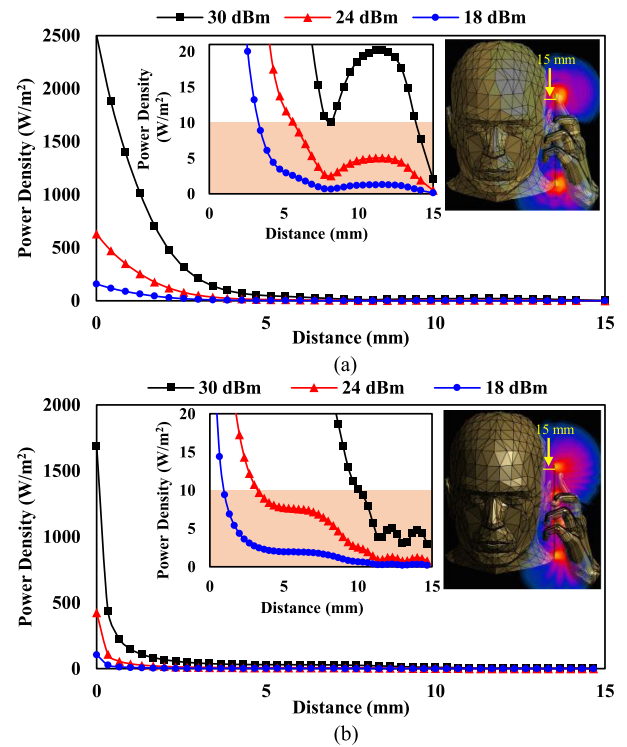 30 dBm 24 dBm 18 dBm
2500
2000
1500
1000
500
0
Power Density (W/m²)
20
15
10
5
0
Power Density
(W/m²)
0 5 10 15
Distance (mm)
15 mm
0 5 10 15
Distance (mm)
(a)
30 dBm 24 dBm 18 dBm
2000
1500
1000
500
0
Power Density (W/m²)
20
15
10
5
0
Power Density (W/m²)
0 5 10 15
Distance (mm)
15 mm
0 5 10 15
Distance (mm)
(b)